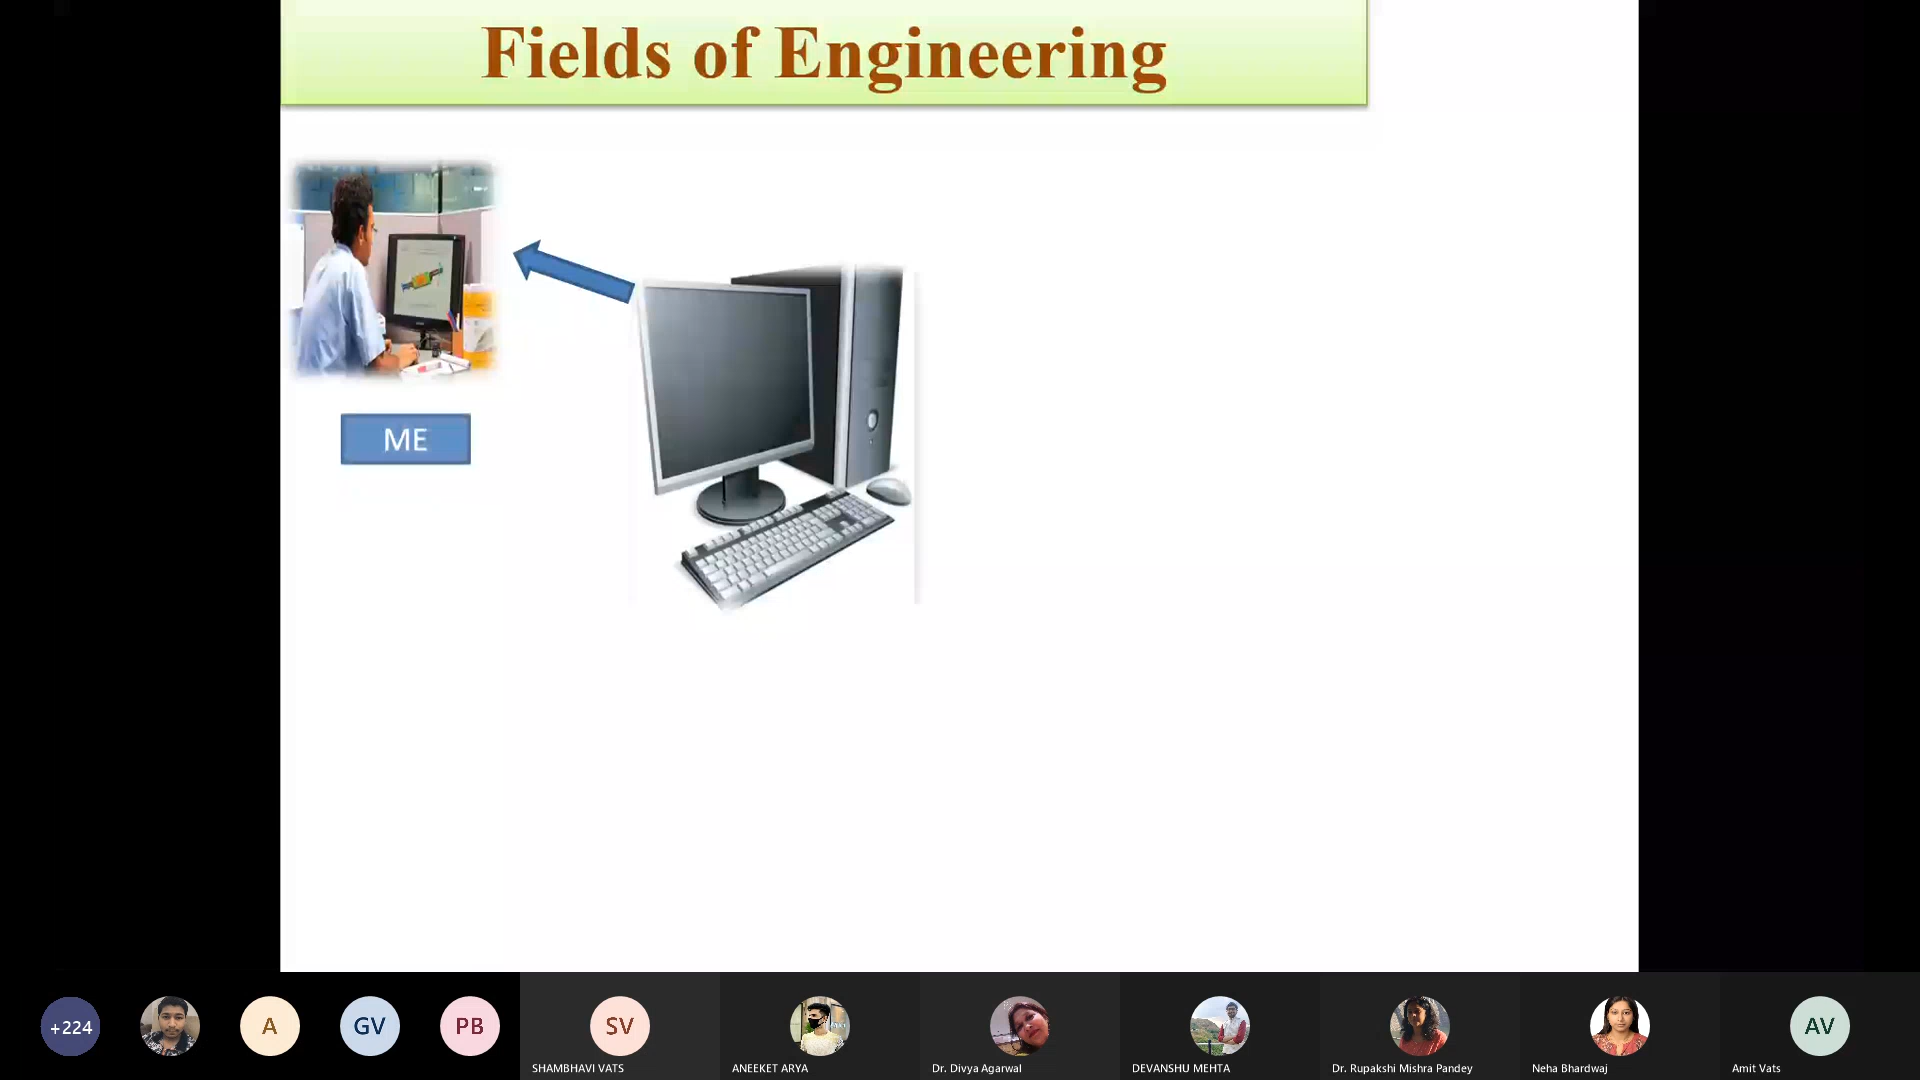 Fields of Engineering
ME
+224
A
GV
PB
SV
AV
SHAMBHAVI VATS
ANEEKET ARYA
Dr. Divya Agarwal
DEVANSHU MEHTA
Dr. Rupakshi Mishra Pandey
Neha Bhardwaj
Amit Vats